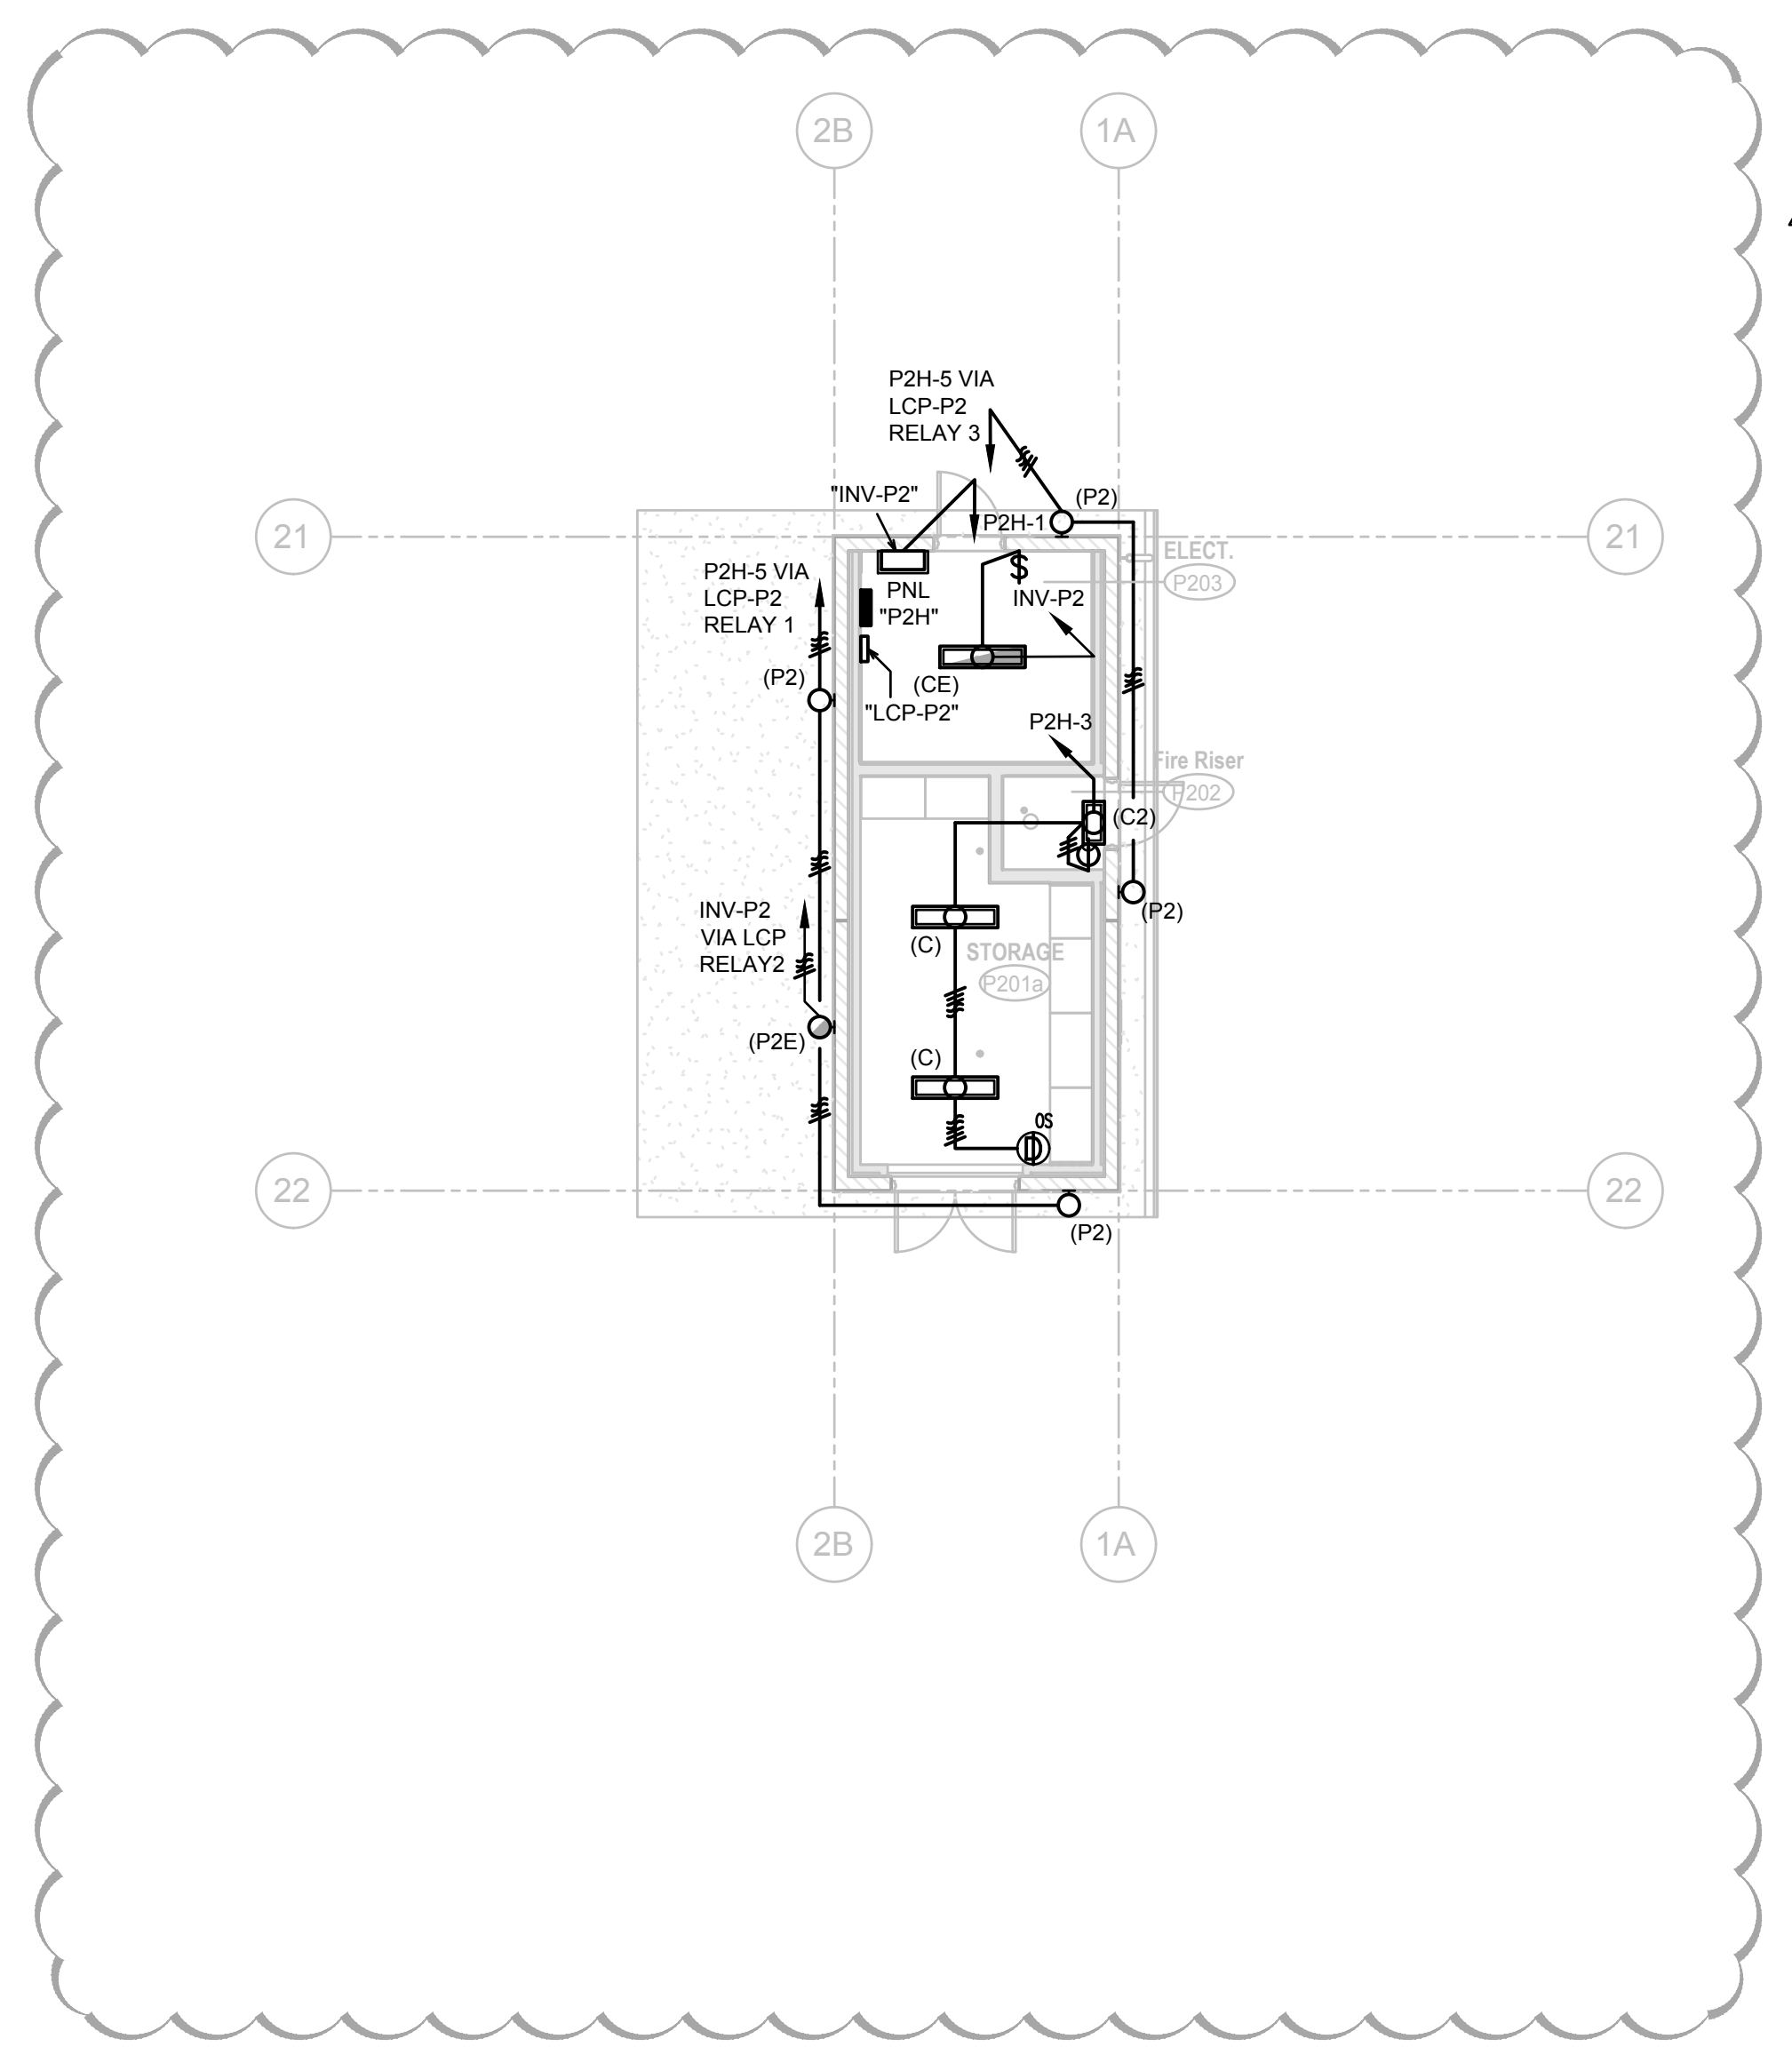 2B
1A
P2H-5 VIA
LCP-P2
RELAY 3
"INV-P2"
(P2)
P2H-1
21
21
ELECT.
P203
P2H-5 VIA
LCP-P2
RELAY 1
PNL
"P2H"
$
INV-P2
(P2)
(CE)
"LCP-P2"
P2H-3
Fire Riser
P202
(C2)
INV-P2
VIA LCP
RELAY2
(P2)
(C)
STORAGE
P201a
(P2E)
(C)
OS
D
22
22
(P2)
2B
1A